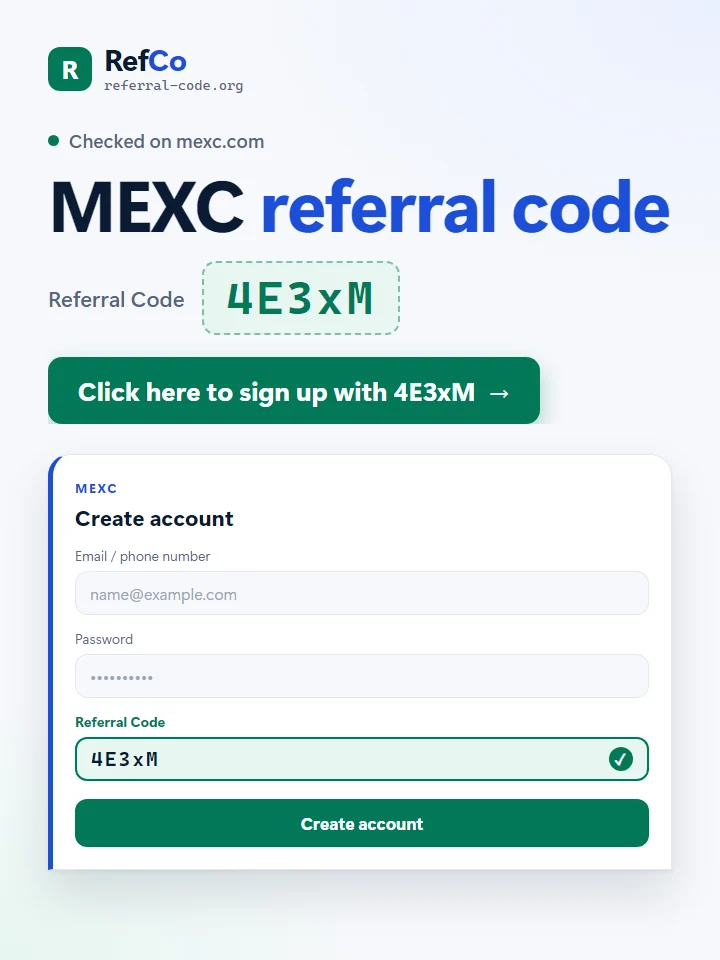 R
RefCo
referral-code.org
Checked on mexc.com
MEXC referral code
Referral Code 4E3xM
Click here to sign up with 4E3xM →
MEXC
Create account
Email / phone number
name@example.com
Password
••••••••••
Referral Code
4E3xM ✓
Create account